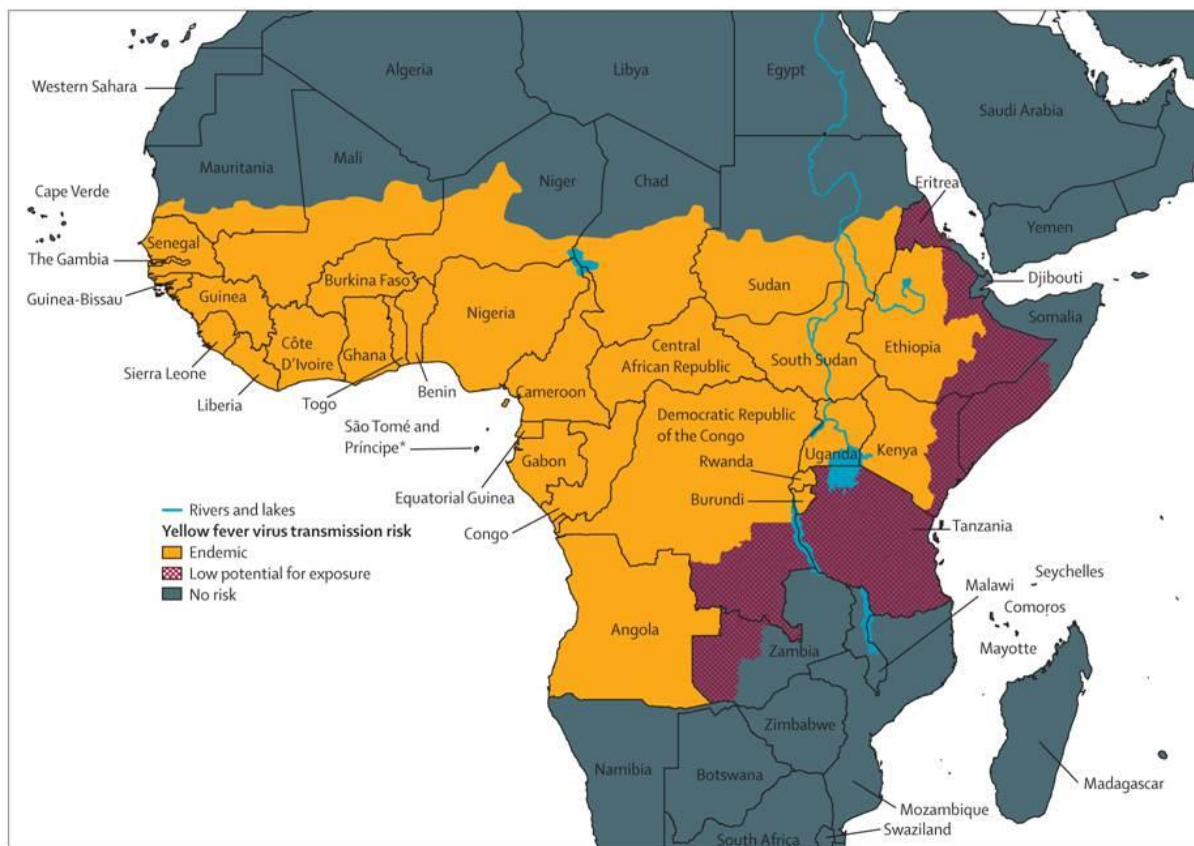 Western Sahara
Algeria
Libya
Egypt
Saudi Arabia
Mauritania
Mali
Niger
Chad
Eritrea
Yemen
Cape Verde
Senegal
The Gambia
Guinea-Bissau
Guinea
Burkina Faso
Nigeria
Sudan
Djibouti
Somalia
Sierra Leone
Côte
D'Ivoire
Ghana
Liberia
Togo
Benin
Cameroon
Central
African Republic
South Sudan
Ethiopia
São Tomé and
Príncipe*
Democratic Republic
of the Congo
Gabon
Uganda
Kenya
Rwanda
Equatorial Guinea
Burundi
Congo
Tanzania
Rivers and lakes
Yellow fever virus transmission risk
Endemic
Low potential for exposure
No risk
Malawi
Seychelles
Comoros
Mayotte
Angola
Zambia
Zimbabwe
Namibia
Botswana
Madagascar
Mozambique
Swaziland
South Africa